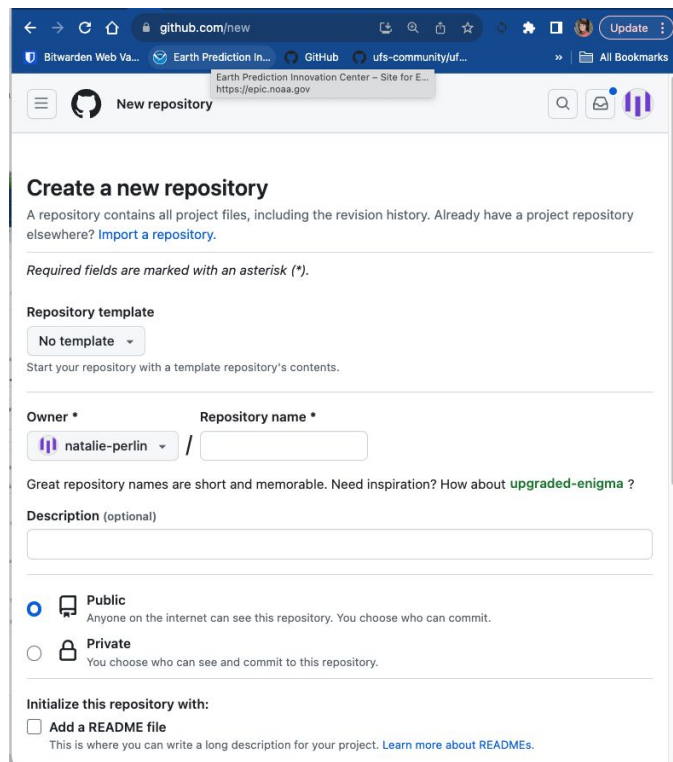 github.com/new
Update
Bitwarden Web Va...
Earth Prediction In...
GitHub
ufs-community/uf...
»
All Bookmarks
Earth Prediction Innovation Center – Site for E...
https://epic.noaa.gov
New repository
Create a new repository
A repository contains all project files, including the revision history. Already have a project repository
elsewhere? Import a repository.
Required fields are marked with an asterisk (*).
Repository template
No template
Start your repository with a template repository's contents.
Owner * Repository name *
natalie-perlin /
Great repository names are short and memorable. Need inspiration? How about upgraded-enigma ?
Description (optional)
Public
Anyone on the internet can see this repository. You choose who can commit.
Private
You choose who can see and commit to this repository.
Initialize this repository with:
Add a README file
This is where you can write a long description for your project. Learn more about READMEs.